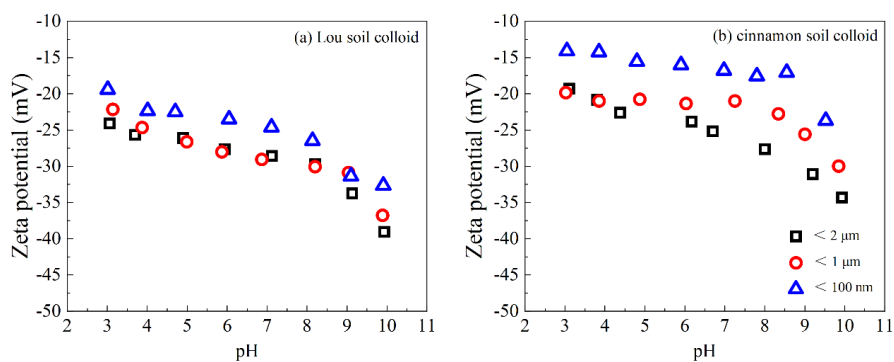 (a) Lou soil colloid
Zeta potential (mV)
-10
-15
-20
-25
-30
-35
-40
-45
-50
2 3 4 5 6 7 8 9 10 11
pH
(b) cinnamon soil colloid
Zeta potential (mV)
-10
-15
-20
-25
-30
-35
-40
-45
-50
2 3 4 5 6 7 8 9 10 11
pH
< 2 μm
< 1 μm
< 100 nm